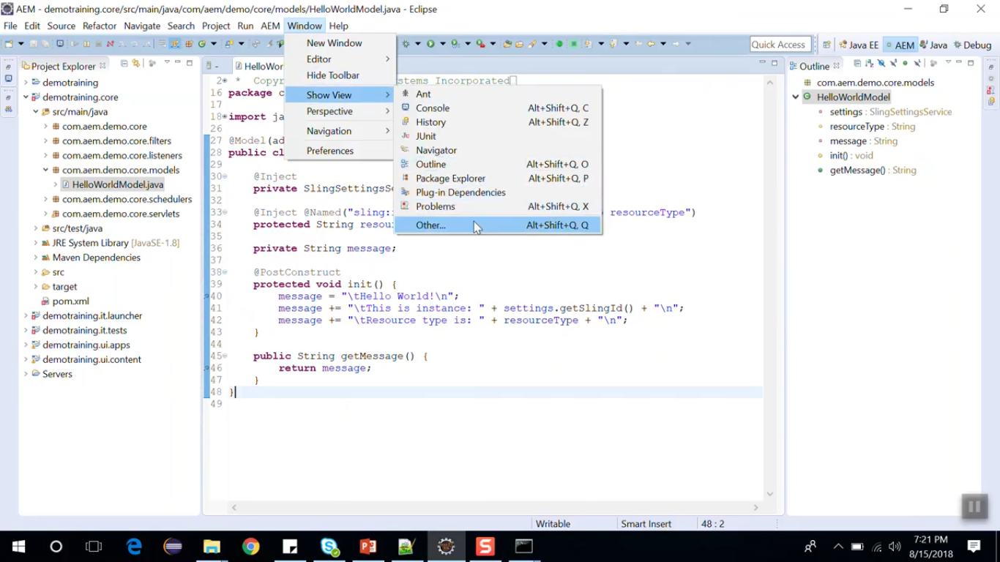 AEM - demotraining.core/src/main/java/com/aem/demo/core/models/HelloWorldModel.java - Eclipse
File Edit Source Refactor Navigate Search Project Run AEM Window Help
Quick Access Java EE AEM Java Debug
Project Explorer
demotraining
demotraining.core
src/main/java
com.aem.demo.core
com.aem.demo.core.filters
com.aem.demo.core.listeners
com.aem.demo.core.models
HelloWorldModel.java
com.aem.demo.core.schedulers
com.aem.demo.core.servlets
src/test/java
JRE System Library [JavaSE-1.8]
Maven Dependencies
src
target
pom.xml
demotraining.it.launcher
demotraining.it.tests
demotraining.ui.apps
demotraining.ui.content
Servers
New Window
Editor
Hide Toolbar
Show View
Perspective
Navigation
Preferences
Ant
Console Alt+Shift+Q, C
History Alt+Shift+Q, Z
JUnit
Navigator
Outline Alt+Shift+Q, O
Package Explorer Alt+Shift+Q, P
Plug-in Dependencies
Problems Alt+Shift+Q, X
Other... Alt+Shift+Q, Q
HelloWor
2 * Copyr stems Incorporated
16 package c
17
18 import ja
26
27 @Model(ad
28 public cl
29
30 @Inject
31 private SlingSettingsSe
32
33 @Inject @Named("sling: resourceType")
34 protected String resou
35
36 private String message;
37
38 @PostConstruct
39 protected void init() {
40 message = "\tHello World!\n";
41 message += "\tThis is instance: " + settings.getSlingId() + "\n";
42 message += "\tResource type is: " + resourceType + "\n";
43 }
44
45 public String getMessage() {
46 return message;
47 }
48 }
49
Outline
com.aem.demo.core.models
HelloWorldModel
settings : SlingSettingsService
resourceType : String
message : String
init() : void
getMessage() : String
Writable Smart Insert 48 : 2
7:21 PM
8/15/2018